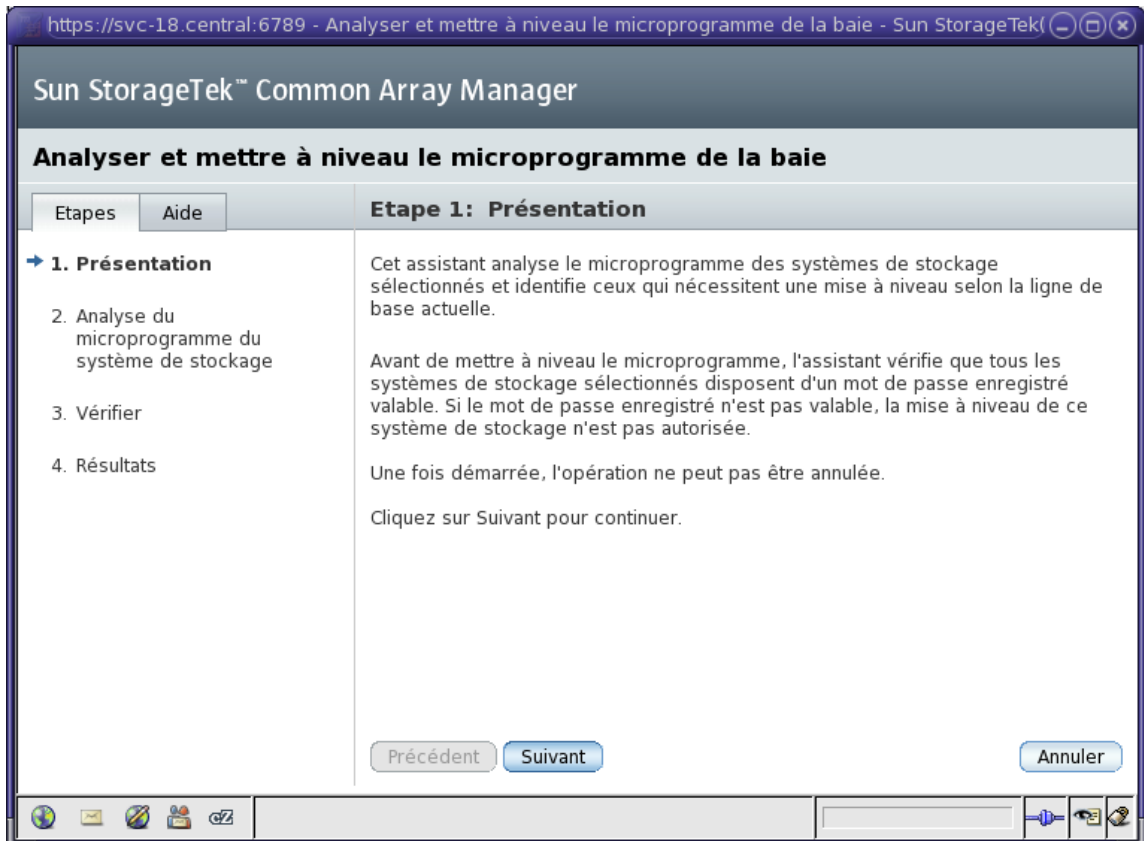 https://svc-18.central:6789 - Analyser et mettre à niveau le microprogramme de la baie - Sun StorageTek(
Sun StorageTek™ Common Array Manager
Analyser et mettre à niveau le microprogramme de la baie
Etapes
Aide
1. Présentation
2. Analyse du
microprogramme du
système de stockage
3. Vérifier
4. Résultats
Etape 1: Présentation
Cet assistant analyse le microprogramme des systèmes de stockage
sélectionnés et identifie ceux qui nécessitent une mise à niveau selon la ligne de
base actuelle.
Avant de mettre à niveau le microprogramme, l'assistant vérifie que tous les
systèmes de stockage sélectionnés disposent d'un mot de passe enregistré
valable. Si le mot de passe enregistré n'est pas valable, la mise à niveau de ce
système de stockage n'est pas autorisée.
Une fois démarrée, l'opération ne peut pas être annulée.
Cliquez sur Suivant pour continuer.
Précédent
Suivant
Annuler